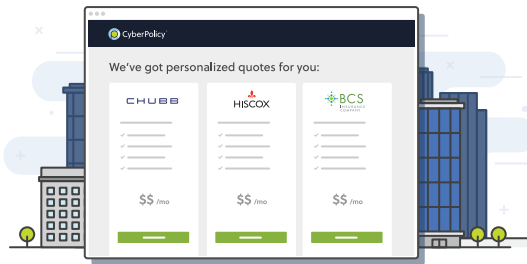 CyberPolicy
We've got personalized quotes for you:
CHUBB
HISCOX
BCS
INSURANCE
COMPANY
$$ /mo
$$ /mo
$$ /mo